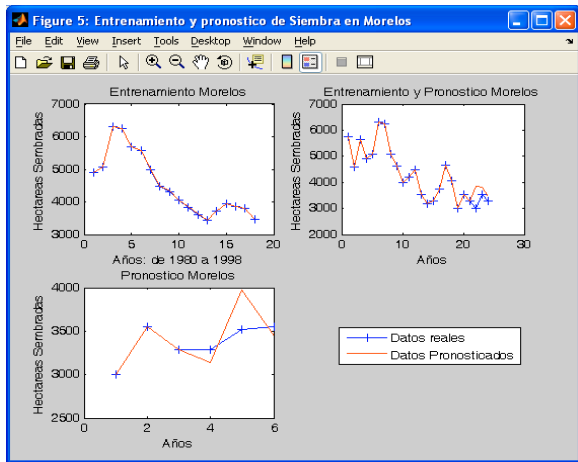 Figure 5: Entrenamiento y pronostico de Siembra en Morelos
File Edit View Insert Tools Desktop Window Help
Entrenamiento Morelos
7000
6000
5000
4000
3000
Hectareas Sembradas
0 5 10 15 20
Años: de 1980 a 1998
Entrenamiento y Pronostico Morelos
7000
6000
5000
4000
3000
2000
Hectareas Sembradas
0 10 20 30
Años
Pronostico Morelos
4000
3500
3000
2500
Hectareas Sembradas
0 2 4 6
Años
Datos reales
Datos Pronosticados